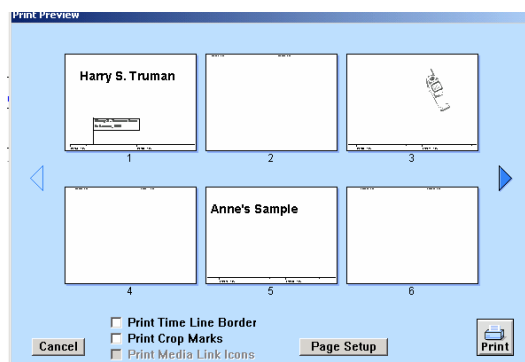 Print Preview
Harry S. Truman
1
2
3
4
Anne's Sample
5
6
Print Time Line Border
Print Crop Marks
Print Media Link Icons
Cancel
Page Setup
Print